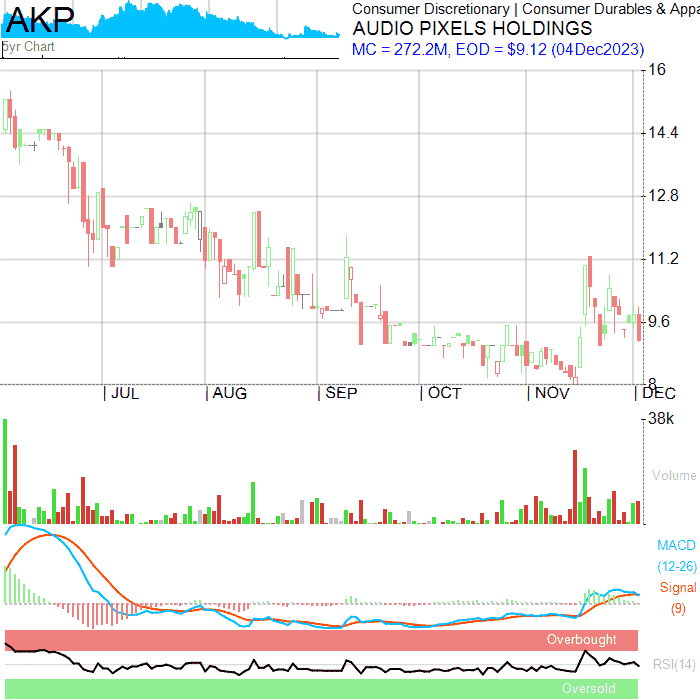 AKP
5yr Chart
Consumer Discretionary | Consumer Durables & Appa
AUDIO PIXELS HOLDINGS
MC = 272.2M, EOD = $9.12 (04Dec2023)
16
14.4
12.8
11.2
9.6
8
| JUL | AUG | SEP | OCT | NOV | DEC
38k
Volume
MACD
(12-26)
Signal
(9)
Overbought
RSI(14)
Oversold